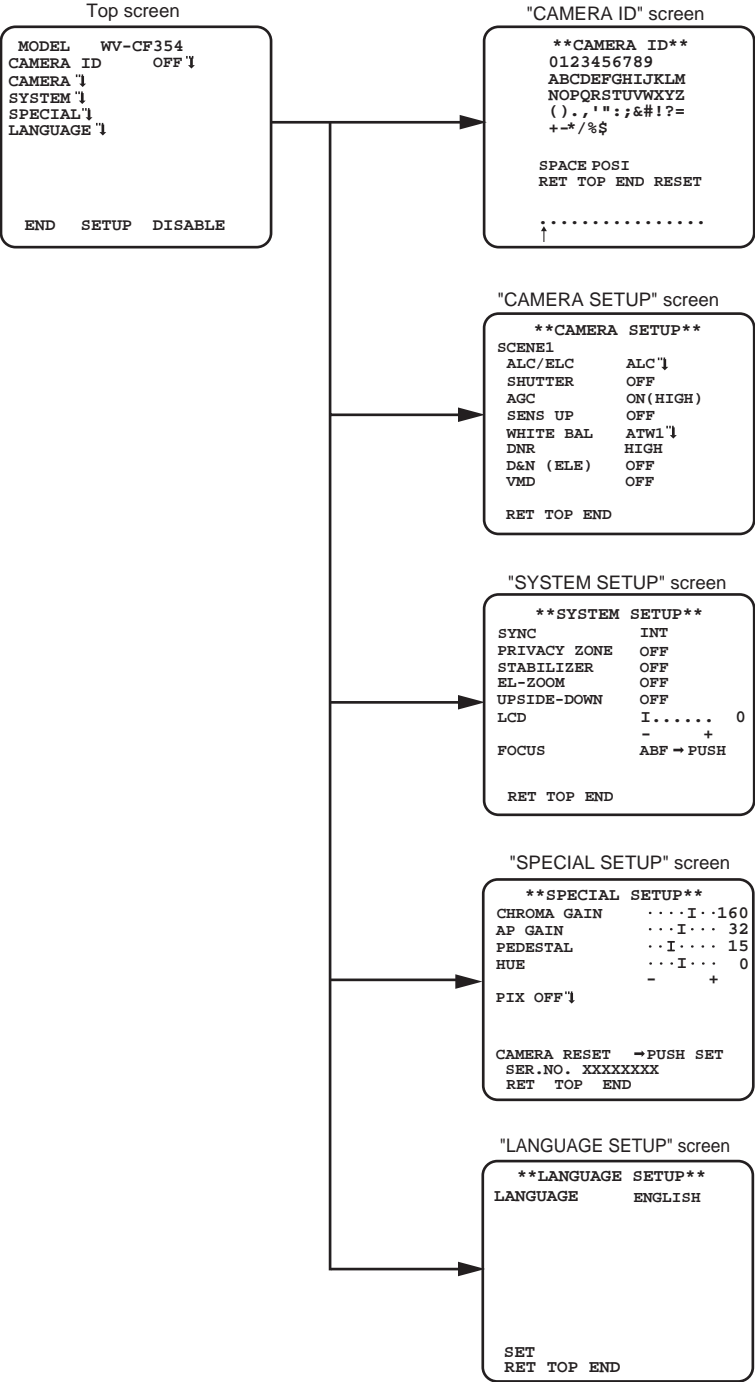 Top screen
MODEL WV-CF354
CAMERA ID OFF
CAMERA
SYSTEM
SPECIAL
LANGUAGE
END SETUP DISABLE
"CAMERA ID" screen
**CAMERA ID**
0123456789
ABCDEFGHIJKLM
NOPQRSTUVWXYZ
().,'":;&#!?=
+-*/%$
SPACE POSI
RET TOP END RESET
................
↑
"CAMERA SETUP" screen
**CAMERA SETUP**
SCENE1
ALC/ELC ALC
SHUTTER OFF
AGC ON(HIGH)
SENS UP OFF
WHITE BAL ATW1
DNR HIGH
D&N (ELE) OFF
VMD OFF
RET TOP END
"SYSTEM SETUP" screen
**SYSTEM SETUP**
SYNC INT
PRIVACY ZONE OFF
STABILIZER OFF
EL-ZOOM OFF
UPSIDE-DOWN OFF
LCD I...... 0
- +
FOCUS ABF → PUSH
RET TOP END
"SPECIAL SETUP" screen
**SPECIAL SETUP**
CHROMA GAIN ····I··160
AP GAIN ···I··· 32
PEDESTAL ··I···· 15
HUE ···I··· 0
- +
PIX OFF
CAMERA RESET →PUSH SET
SER.NO. XXXXXXXX
RET TOP END
"LANGUAGE SETUP" screen
**LANGUAGE SETUP**
LANGUAGE ENGLISH
SET
RET TOP END